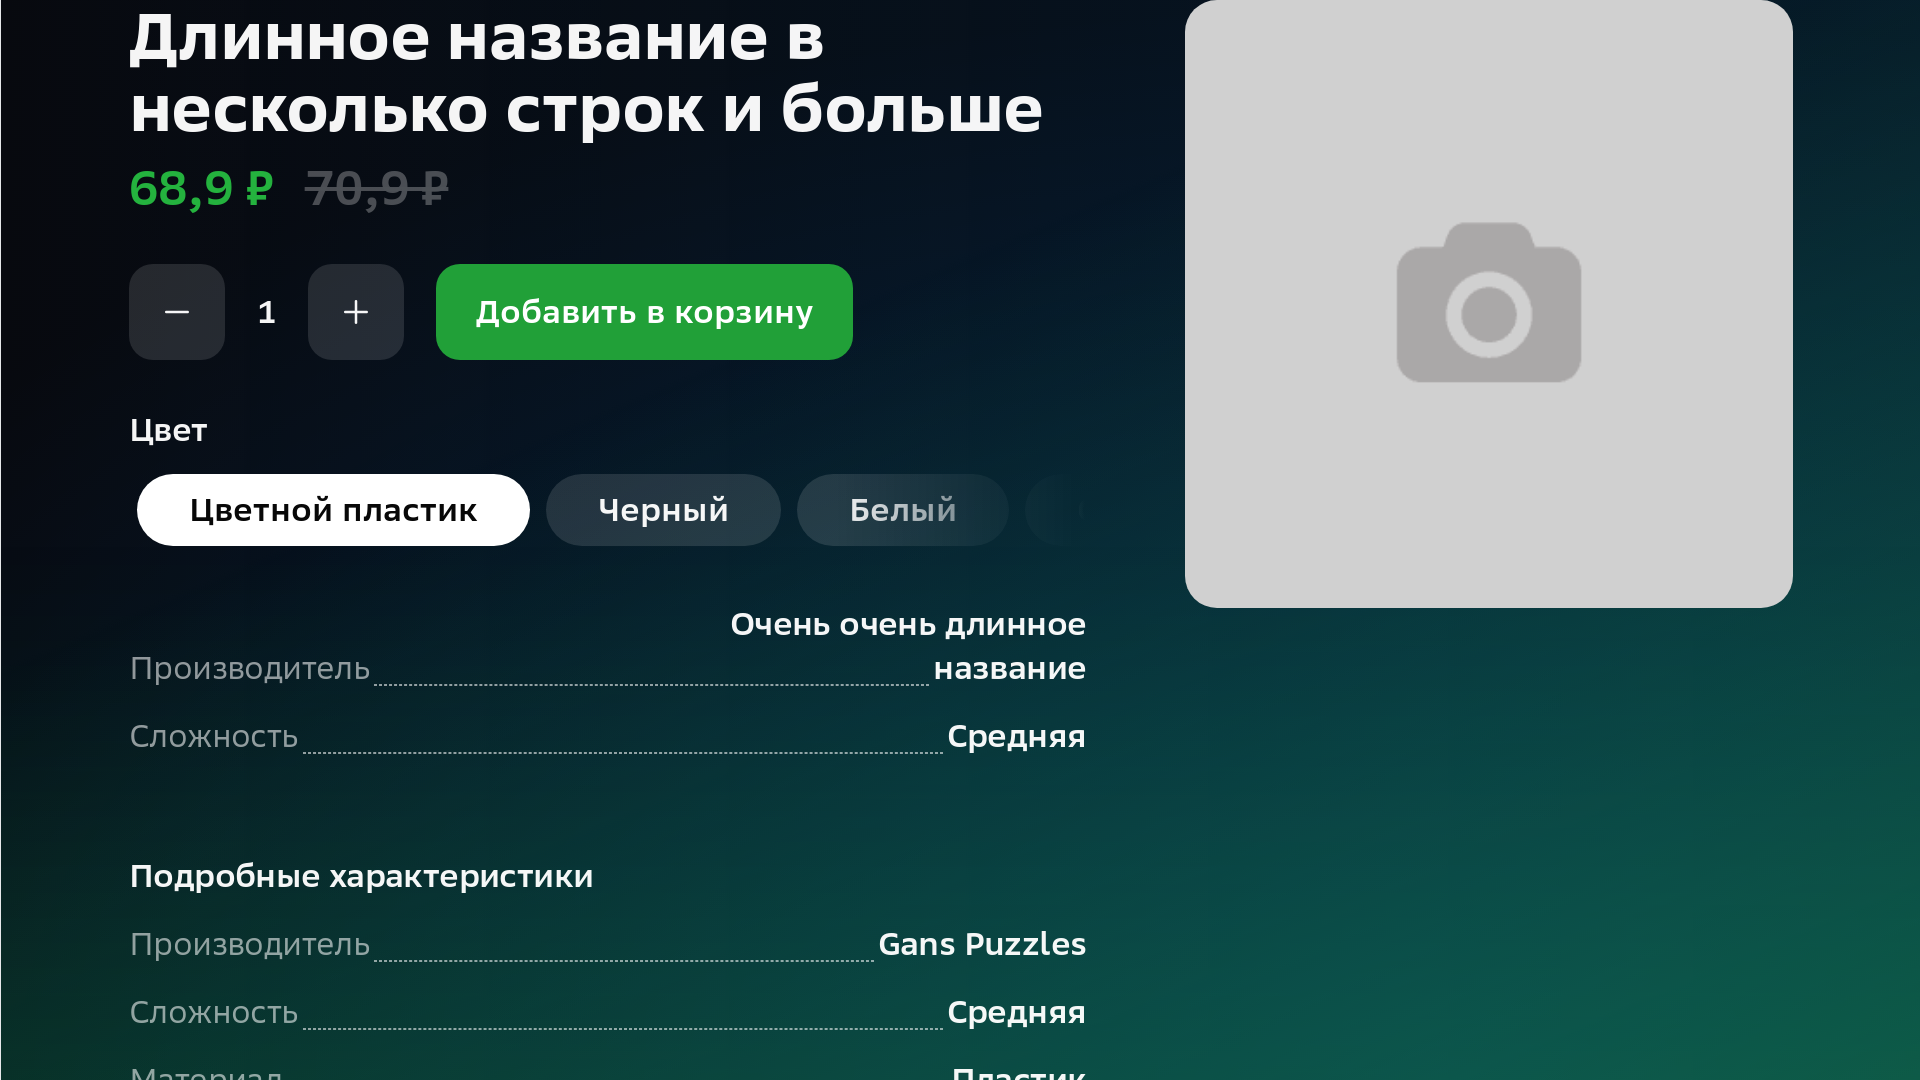 Длинное название в
несколько строк и больше
68,9 ₽ 70,9 ₽
1
Добавить в корзину
Цвет
Цветной пластик
Черный
Белый
Очень очень длинное
Производитель название
Сложность Средняя
Подробные характеристики
Производитель Gans Puzzles
Сложность Средняя
Материал Пластик